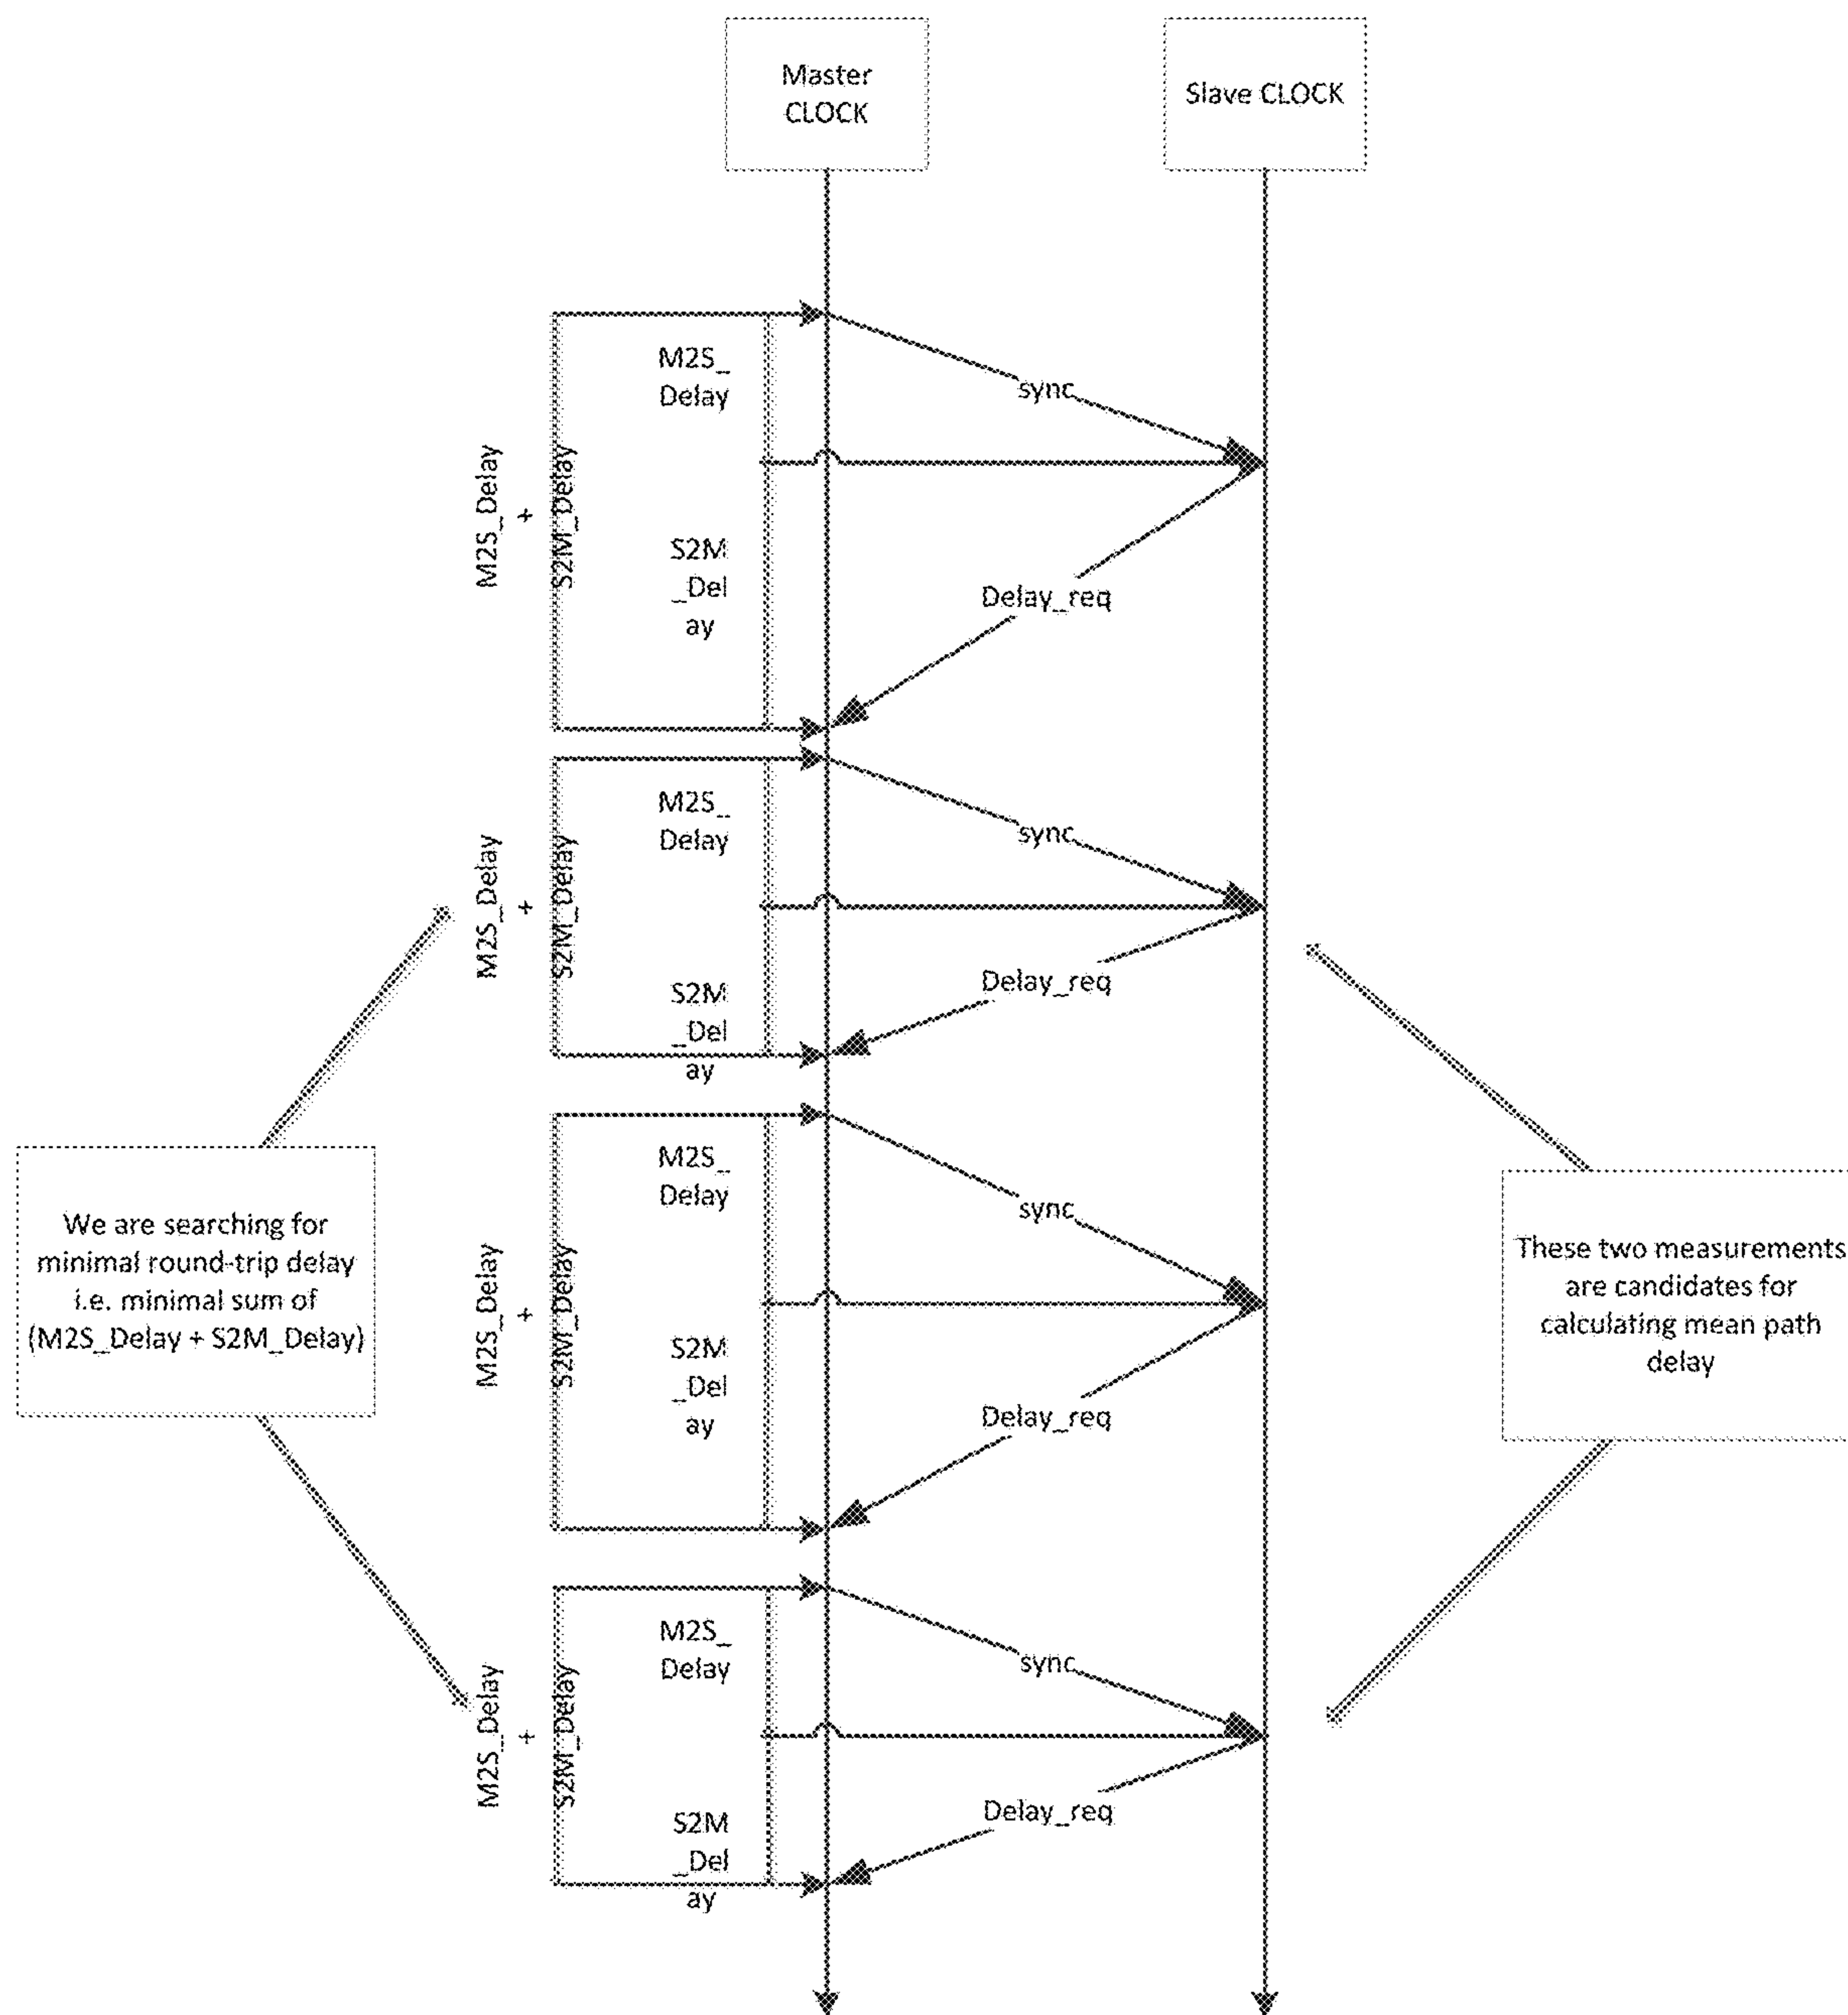 Master
CLOCK
Slave CLOCK
M2S_
Delay
sync
M2S_Delay
+
S2M_Delay
S2M
_Del
ay
Delay_req
M2S_
Delay
sync
M2S_Delay
+
S2M_Delay
S2M
_Del
ay
Delay_req
M2S_
Delay
sync
We are searching for
minimal round-trip delay
i.e. minimal sum of
(M2S_Delay + S2M_Delay)
M2S_Delay
+
S2M_Delay
These two measurements
are candidates for
calculating mean path
delay
S2M
_Del
ay
Delay_req
M2S_
Delay
sync
M2S_Delay
+
S2M_Delay
S2M
_Del
ay
Delay_req